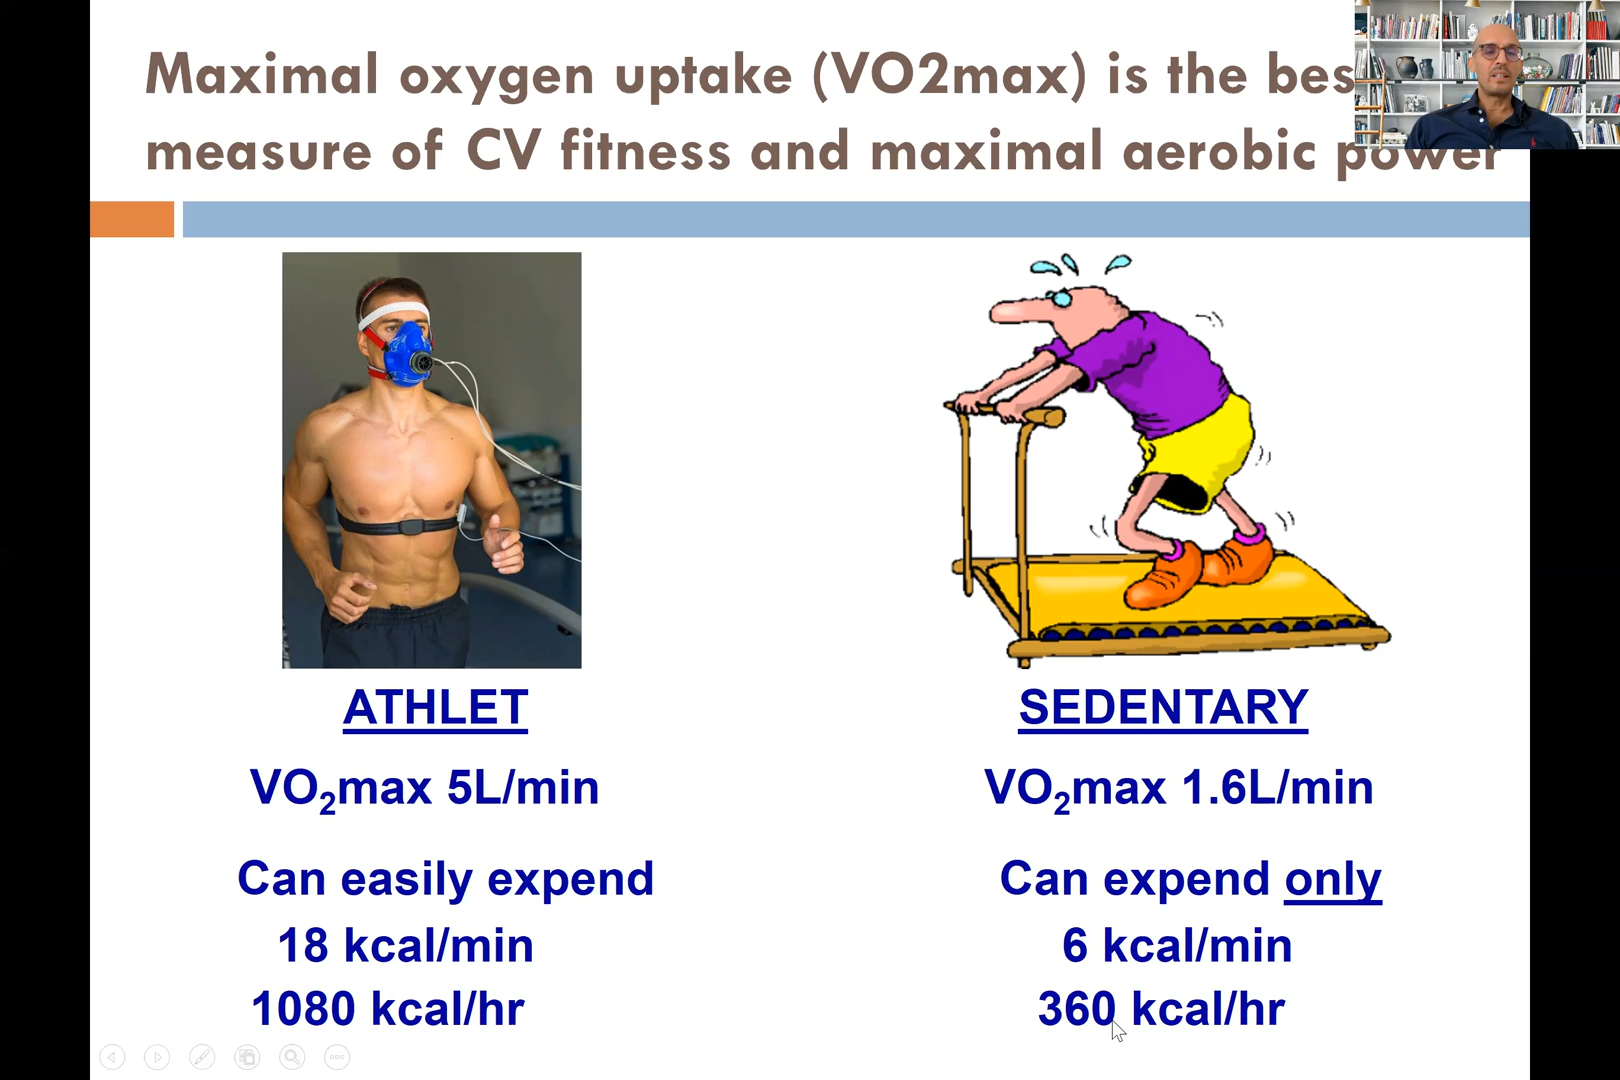 Maximal oxygen uptake (VO2max) is the bes
measure of CV fitness and maximal aerobic power
ATHLET
VO2max 5L/min
Can easily expend
18 kcal/min
1080 kcal/hr
SEDENTARY
VO2max 1.6L/min
Can expend only
6 kcal/min
360 kcal/hr